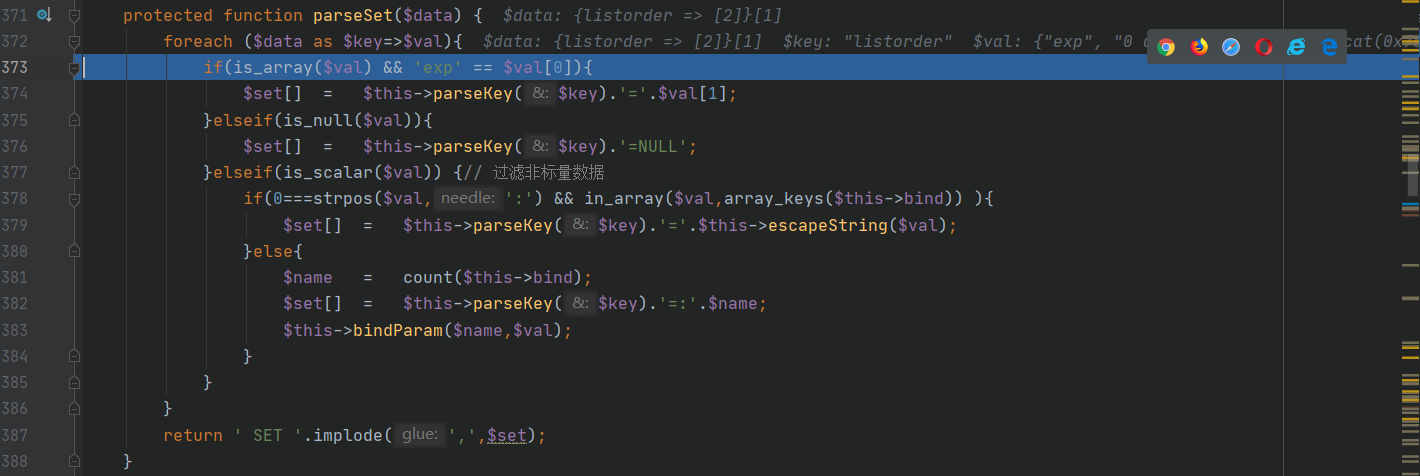 371 protected function parseSet($data) { $data: {listorder => [2]}[1]
372 foreach ($data as $key=>$val){ $data: {listorder => [2]}[1] $key: "listorder" $val: {"exp", "0
373 if(is_array($val) && 'exp' == $val[0]){
374 $set[] = $this->parseKey( &: $key).'='.$val[1];
375 }elseif(is_null($val)){
376 $set[] = $this->parseKey( &: $key).'=NULL';
377 }elseif(is_scalar($val)) {// 过滤非标量数据
378 if(0===strpos($val, needle: ':') && in_array($val,array_keys($this->bind)) ){
379 $set[] = $this->parseKey( &: $key).'='.$this->escapeString($val);
380 }else{
381 $name = count($this->bind);
382 $set[] = $this->parseKey( &: $key).'=:'.$name;
383 $this->bindParam($name,$val);
384 }
385 }
386 }
387 return ' SET '.implode( glue: ',',$set);
388 }